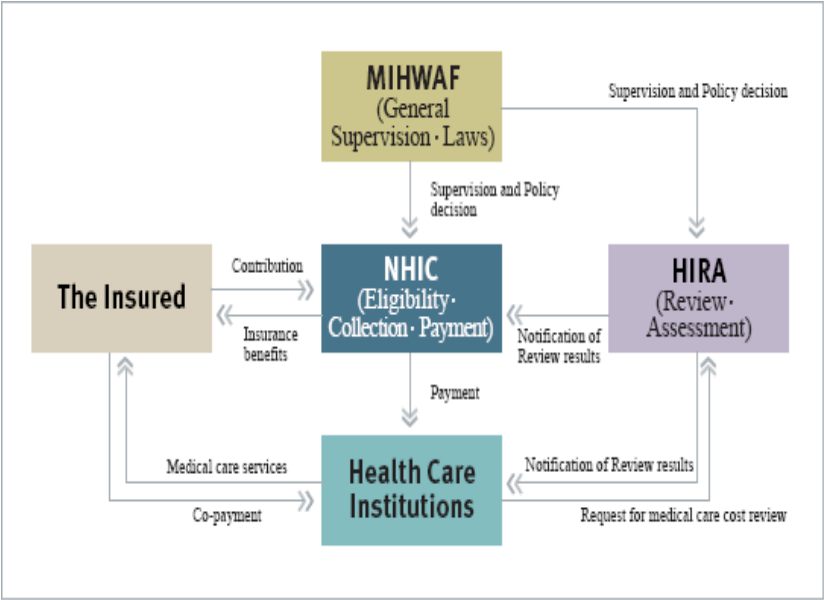 MIHWAF
(General
Supervision · Laws)
Supervision and Policy decision
Supervision and Policy
decision
The Insured
Contribution
Insurance
benefits
NHIC
(Eligibility·
Collection · Payment)
Notification of
Review results
HIRA
(Review·
Assessment)
Payment
Medical care services
Co-payment
Health Care
Institutions
Notification of Review results
Request for medical care cost review